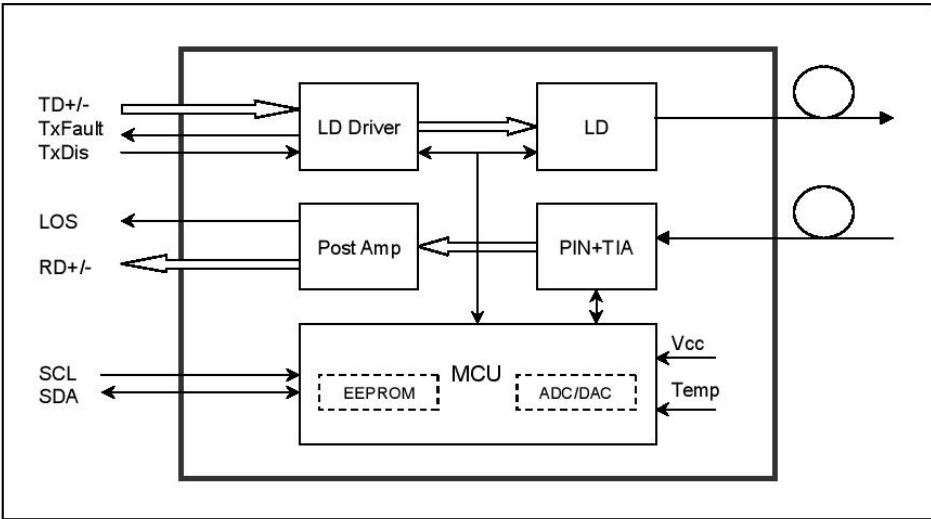 TD+/-
TxFault
TxDis
LD Driver
LD
LOS
RD+/-
Post Amp
PIN+TIA
SCL
SDA
MCU
EEPROM
ADC/DAC
Vcc
Temp